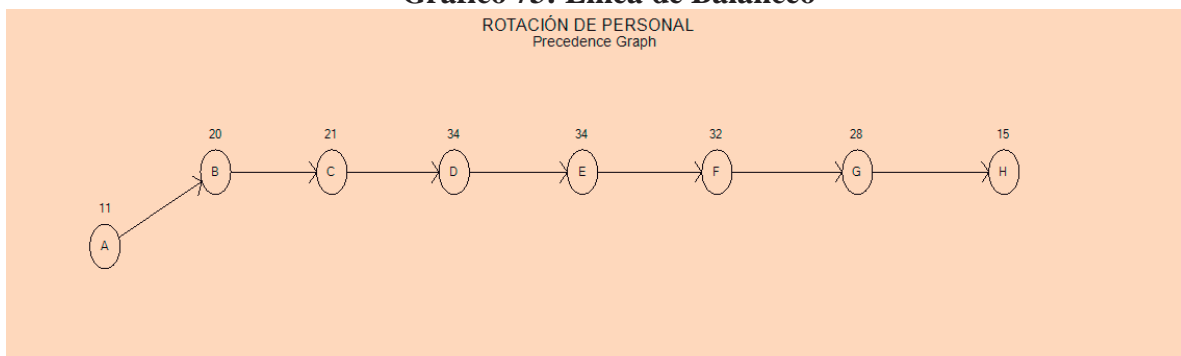 Gráfico 73: Línea de Balanceo
ROTACIÓN DE PERSONAL
Precedence Graph
20 21 34 34 32 28 15
B C D E F G H
11
A